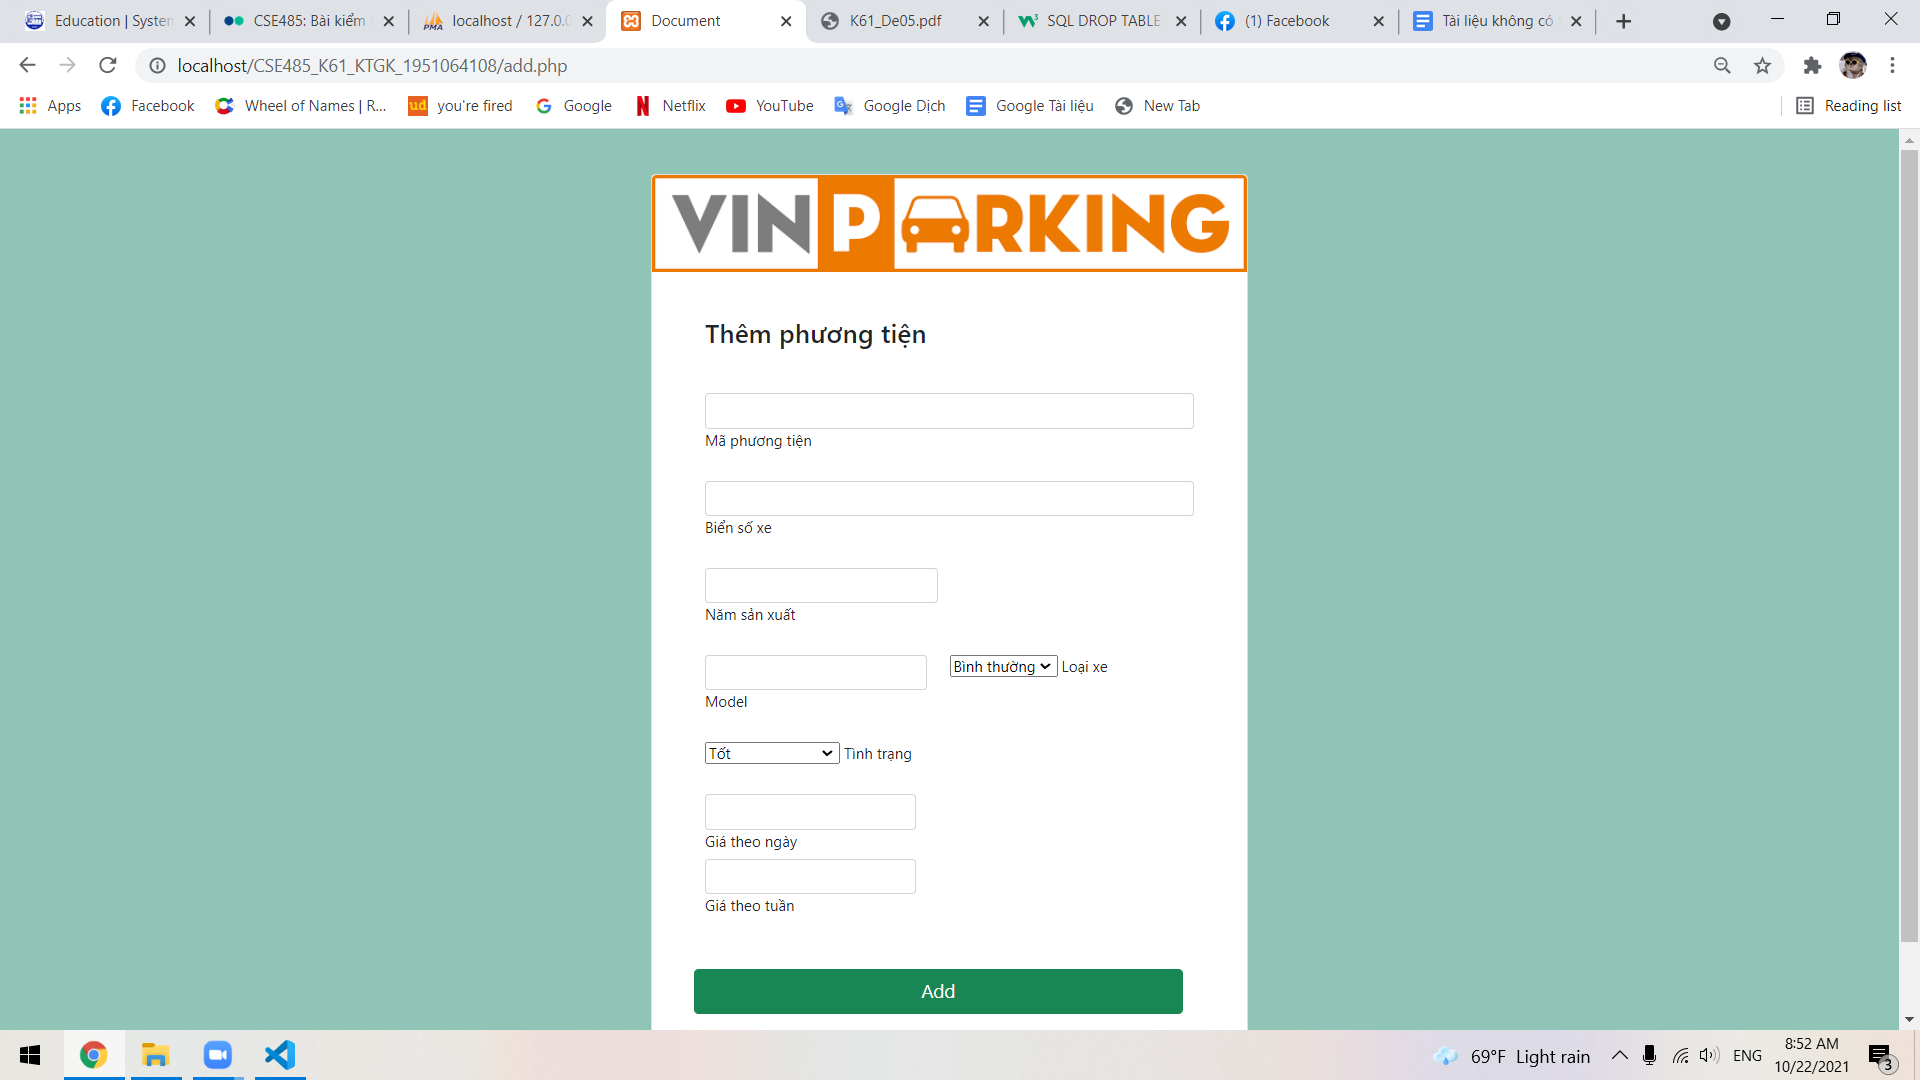 Education | System
CSE485: Bài kiểm
localhost / 127.0.0
Document
K61_De05.pdf
SQL DROP TABLE
(1) Facebook
Tài liệu không có
localhost/CSE485_K61_KTGK_1951064108/add.php
Apps
Facebook
Wheel of Names | R...
you're fired
Google
Netflix
YouTube
Google Dịch
Google Tài liệu
New Tab
Reading list
VINPARKING
Thêm phương tiện
Mã phương tiện
Biển số xe
Năm sản xuất
Bình thường Loại xe
Model
Tốt Tình trạng
Giá theo ngày
Giá theo tuần
Add
69°F Light rain
ENG
8:52 AM
10/22/2021
3